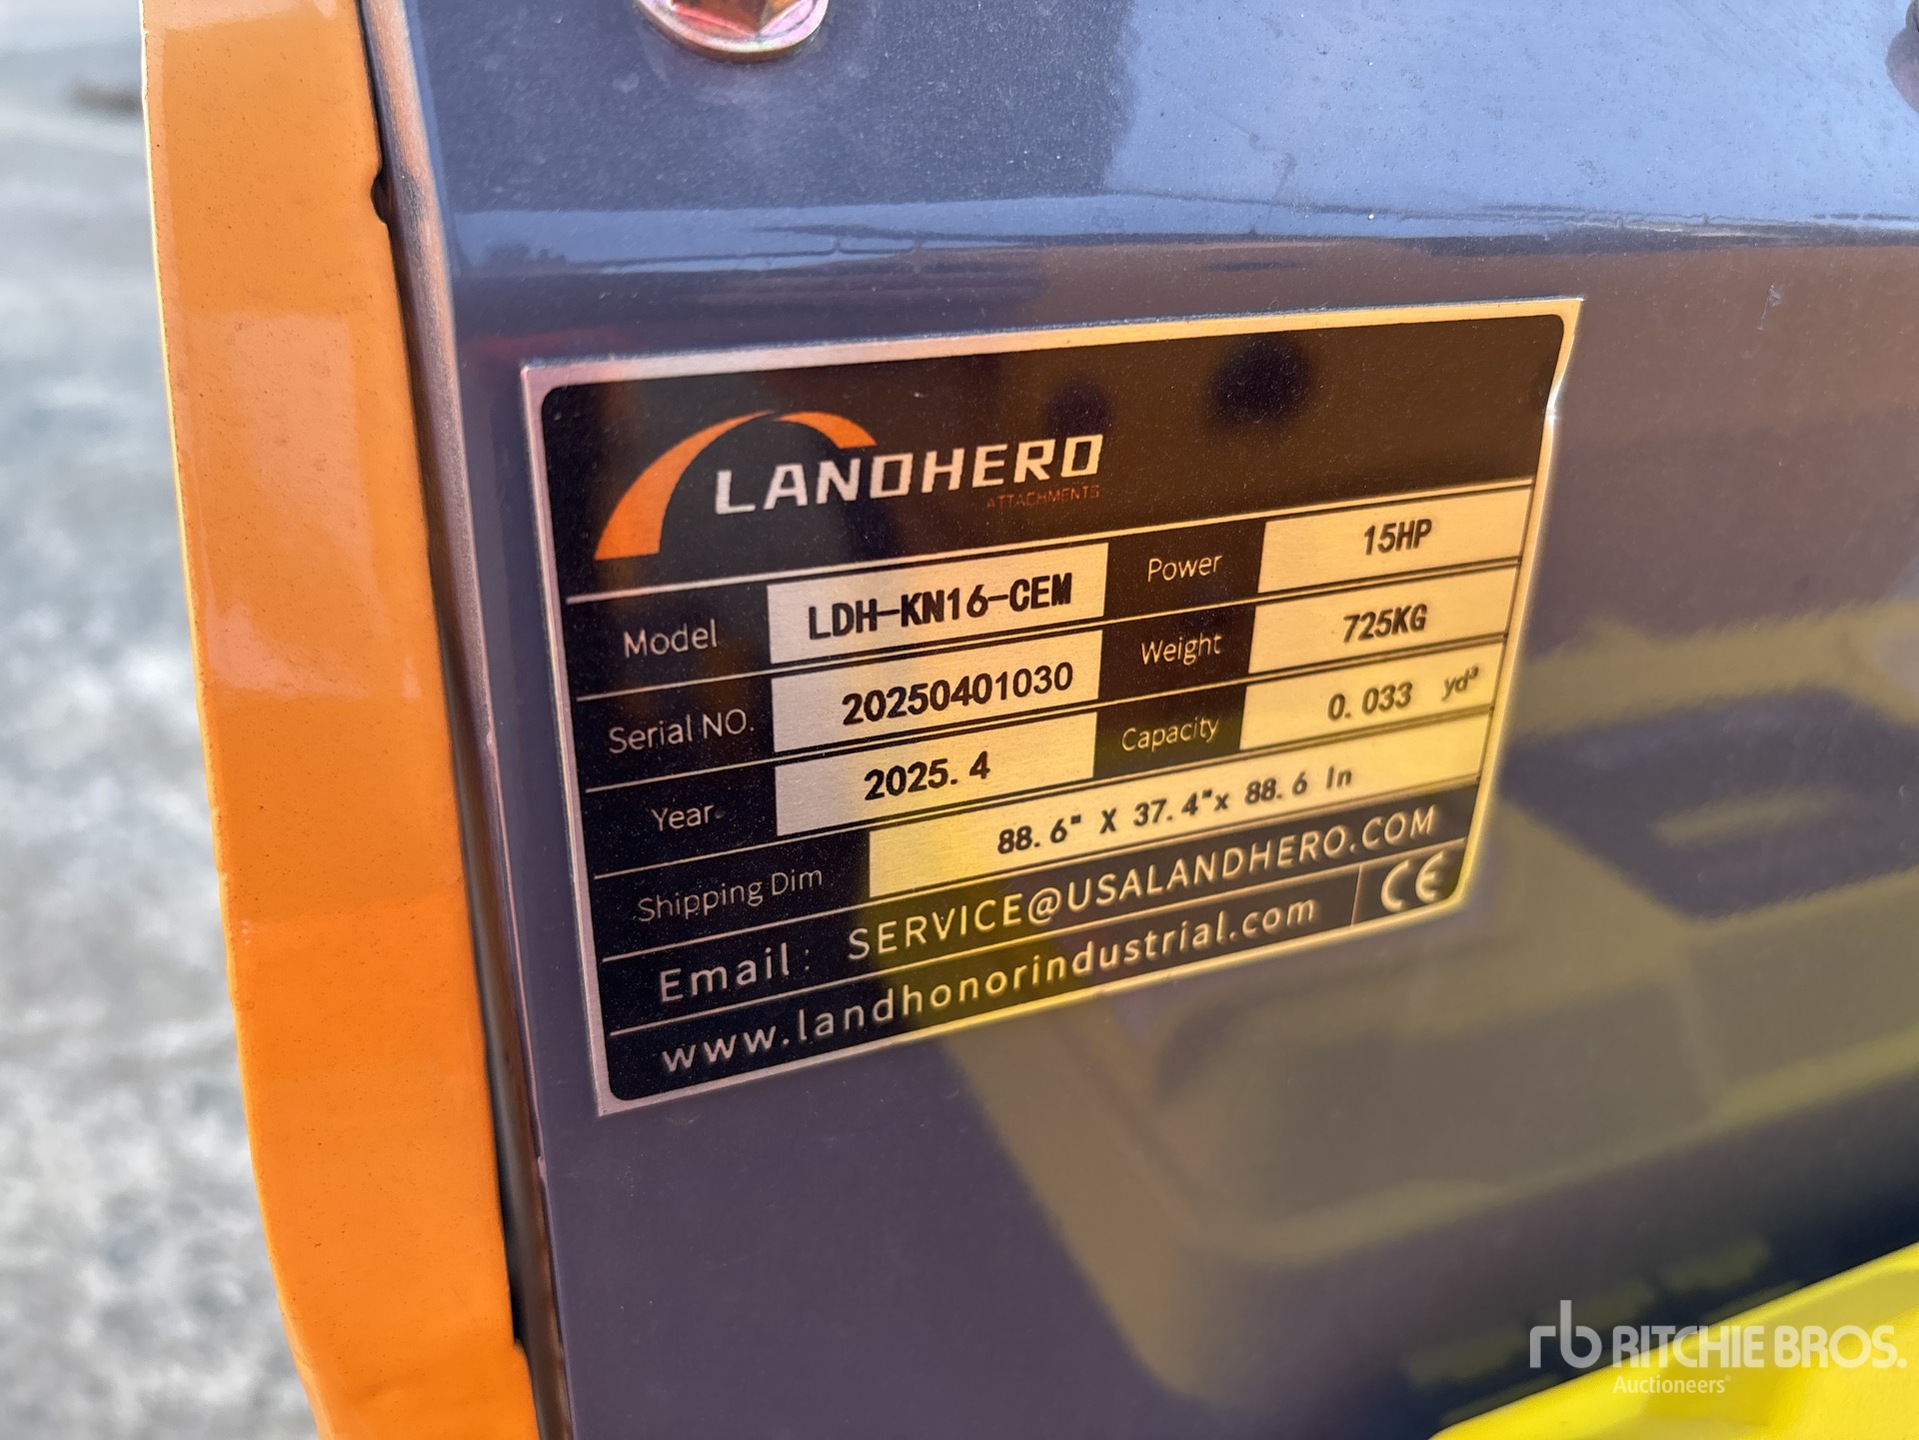 LANDHERO
ATTACHMENTS
Model LDH-KN16-CEM Power 15HP
Serial NO. 20250401030 Weight 725KG
Year 2025. 4 Capacity 0. 033 yd³
Shipping Dim 88. 6" X 37. 4"x 88. 6 In
Email: SERVICE@USALANDHERO.COM
www.landhonorindustrial.com CE
rb RITCHIE BROS.
Auctioneers®